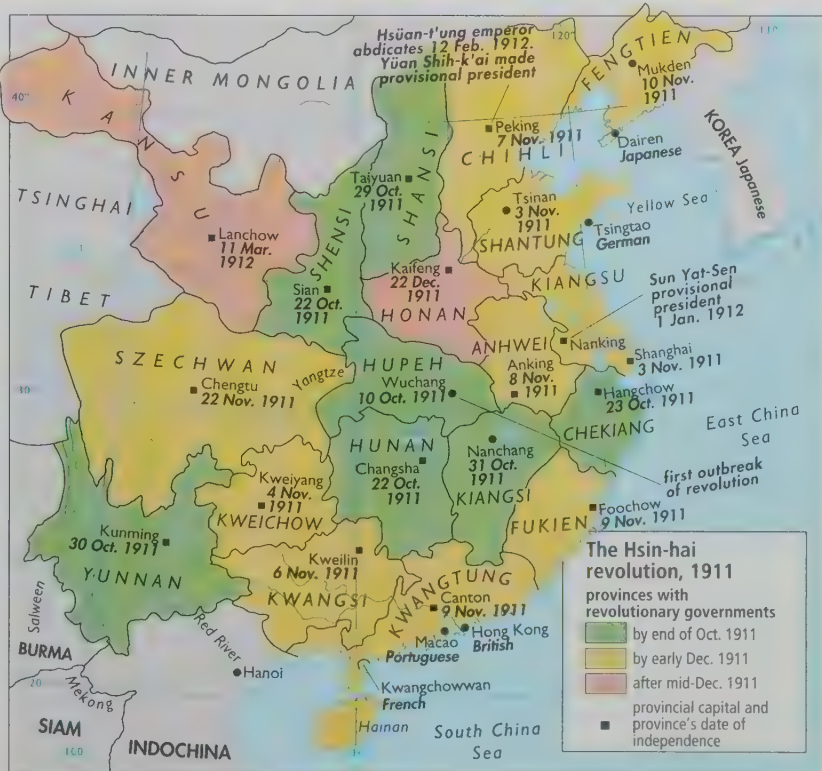 Hsüan-t'ung emperor
abdicates 12 Feb. 1912.
Yüan Shih-k'ai made
provisional president
120°
110
INNER MONGOLIA
FENGTIEN
Mukden
10 Nov.
1911
40°
KANSU
Peking
7 Nov. 1911
CHIHLI
Dairen
Japanese
KOREA Japanese
Taiyuan
29 Oct.
1911
SHANSI
TSINGHAI
Tsinan
3 Nov.
1911
SHANTUNG
Yellow Sea
Tsingtao
German
Lanchow
11 Mar.
1912
SHENSI
Kaifeng
22 Dec.
1911
HONAN
KIANGSU
Sun Yat-Sen
provisional
president
1 Jan. 1912
TIBET
Sian
22 Oct.
1911
ANHWEI
Nanking
Anking
8 Nov.
1911
Shanghai
3 Nov. 1911
SZECHWAN
Chengtu
22 Nov. 1911
Yangtze
HUPEH
Wuchang
10 Oct. 1911
Hangchow
23 Oct. 1911
CHEKIANG
East China
Sea
HUNAN
Changsha
22 Oct.
1911
Nanchang
31 Oct.
1911
KIANGSI
first outbreak
of revolution
Kweiyang
4 Nov.
1911
KWEICHOW
Foochow
9 Nov. 1911
FUKIEN
Kunming
30 Oct. 1911
YUNNAN
Kweilin
6 Nov. 1911
KWANGSI
KWANGTUNG
Canton
9 Nov. 1911
Hong Kong
British
Macao
Portuguese
Salween
BURMA
Red River
Hanoi
Kwangchowwan
French
20
Mekong
Hainan
South China
Sea
SIAM
100
INDOCHINA
The Hsin-hai
revolution, 1911
provinces with
revolutionary governments
by end of Oct. 1911
by early Dec. 1911
after mid-Dec. 1911
provincial capital and
province's date of
independence